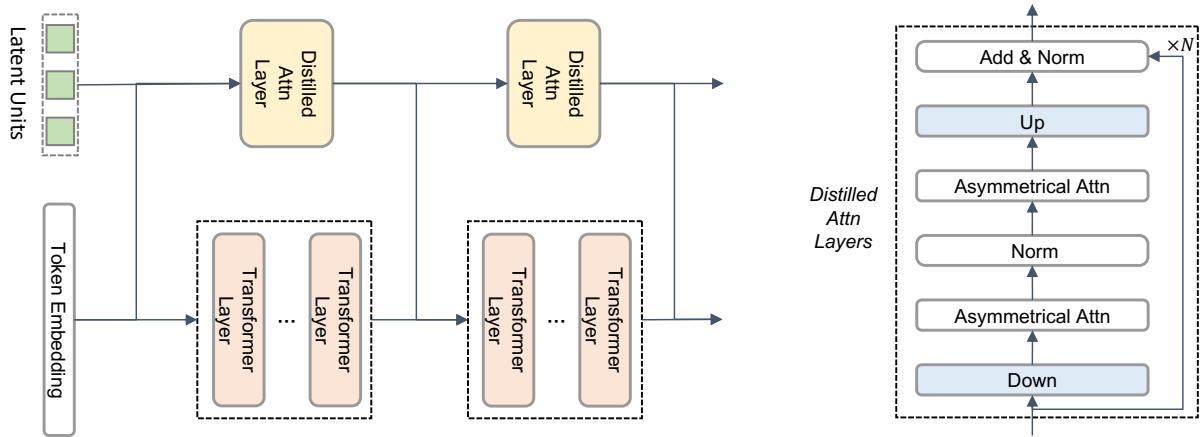 Latent Units
Distilled
Attn
Layer
Distilled
Attn
Layer
Token Embedding
Transformer
Layer
...
Transformer
Layer
Transformer
Layer
...
Transformer
Layer
Distilled
Attn
Layers
×N
Add & Norm
Up
Asymmetrical Attn
Norm
Asymmetrical Attn
Down